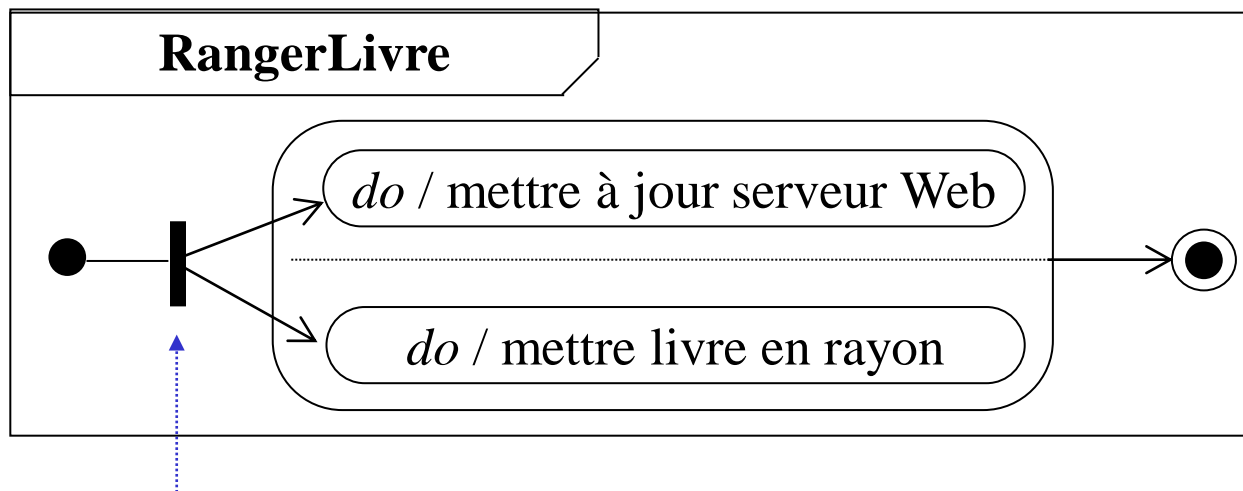 RangerLivre
do / mettre à jour serveur Web
do / mettre livre en rayon